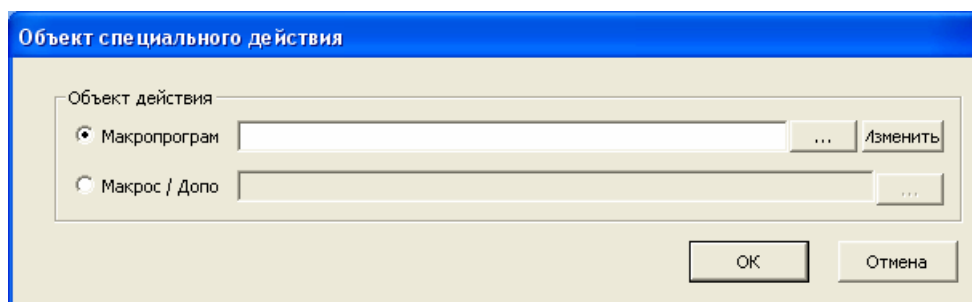 Объект специального действия
Объект действия
Макропрограм ... Изменить
Макрос / Допо ...
OK Отмена